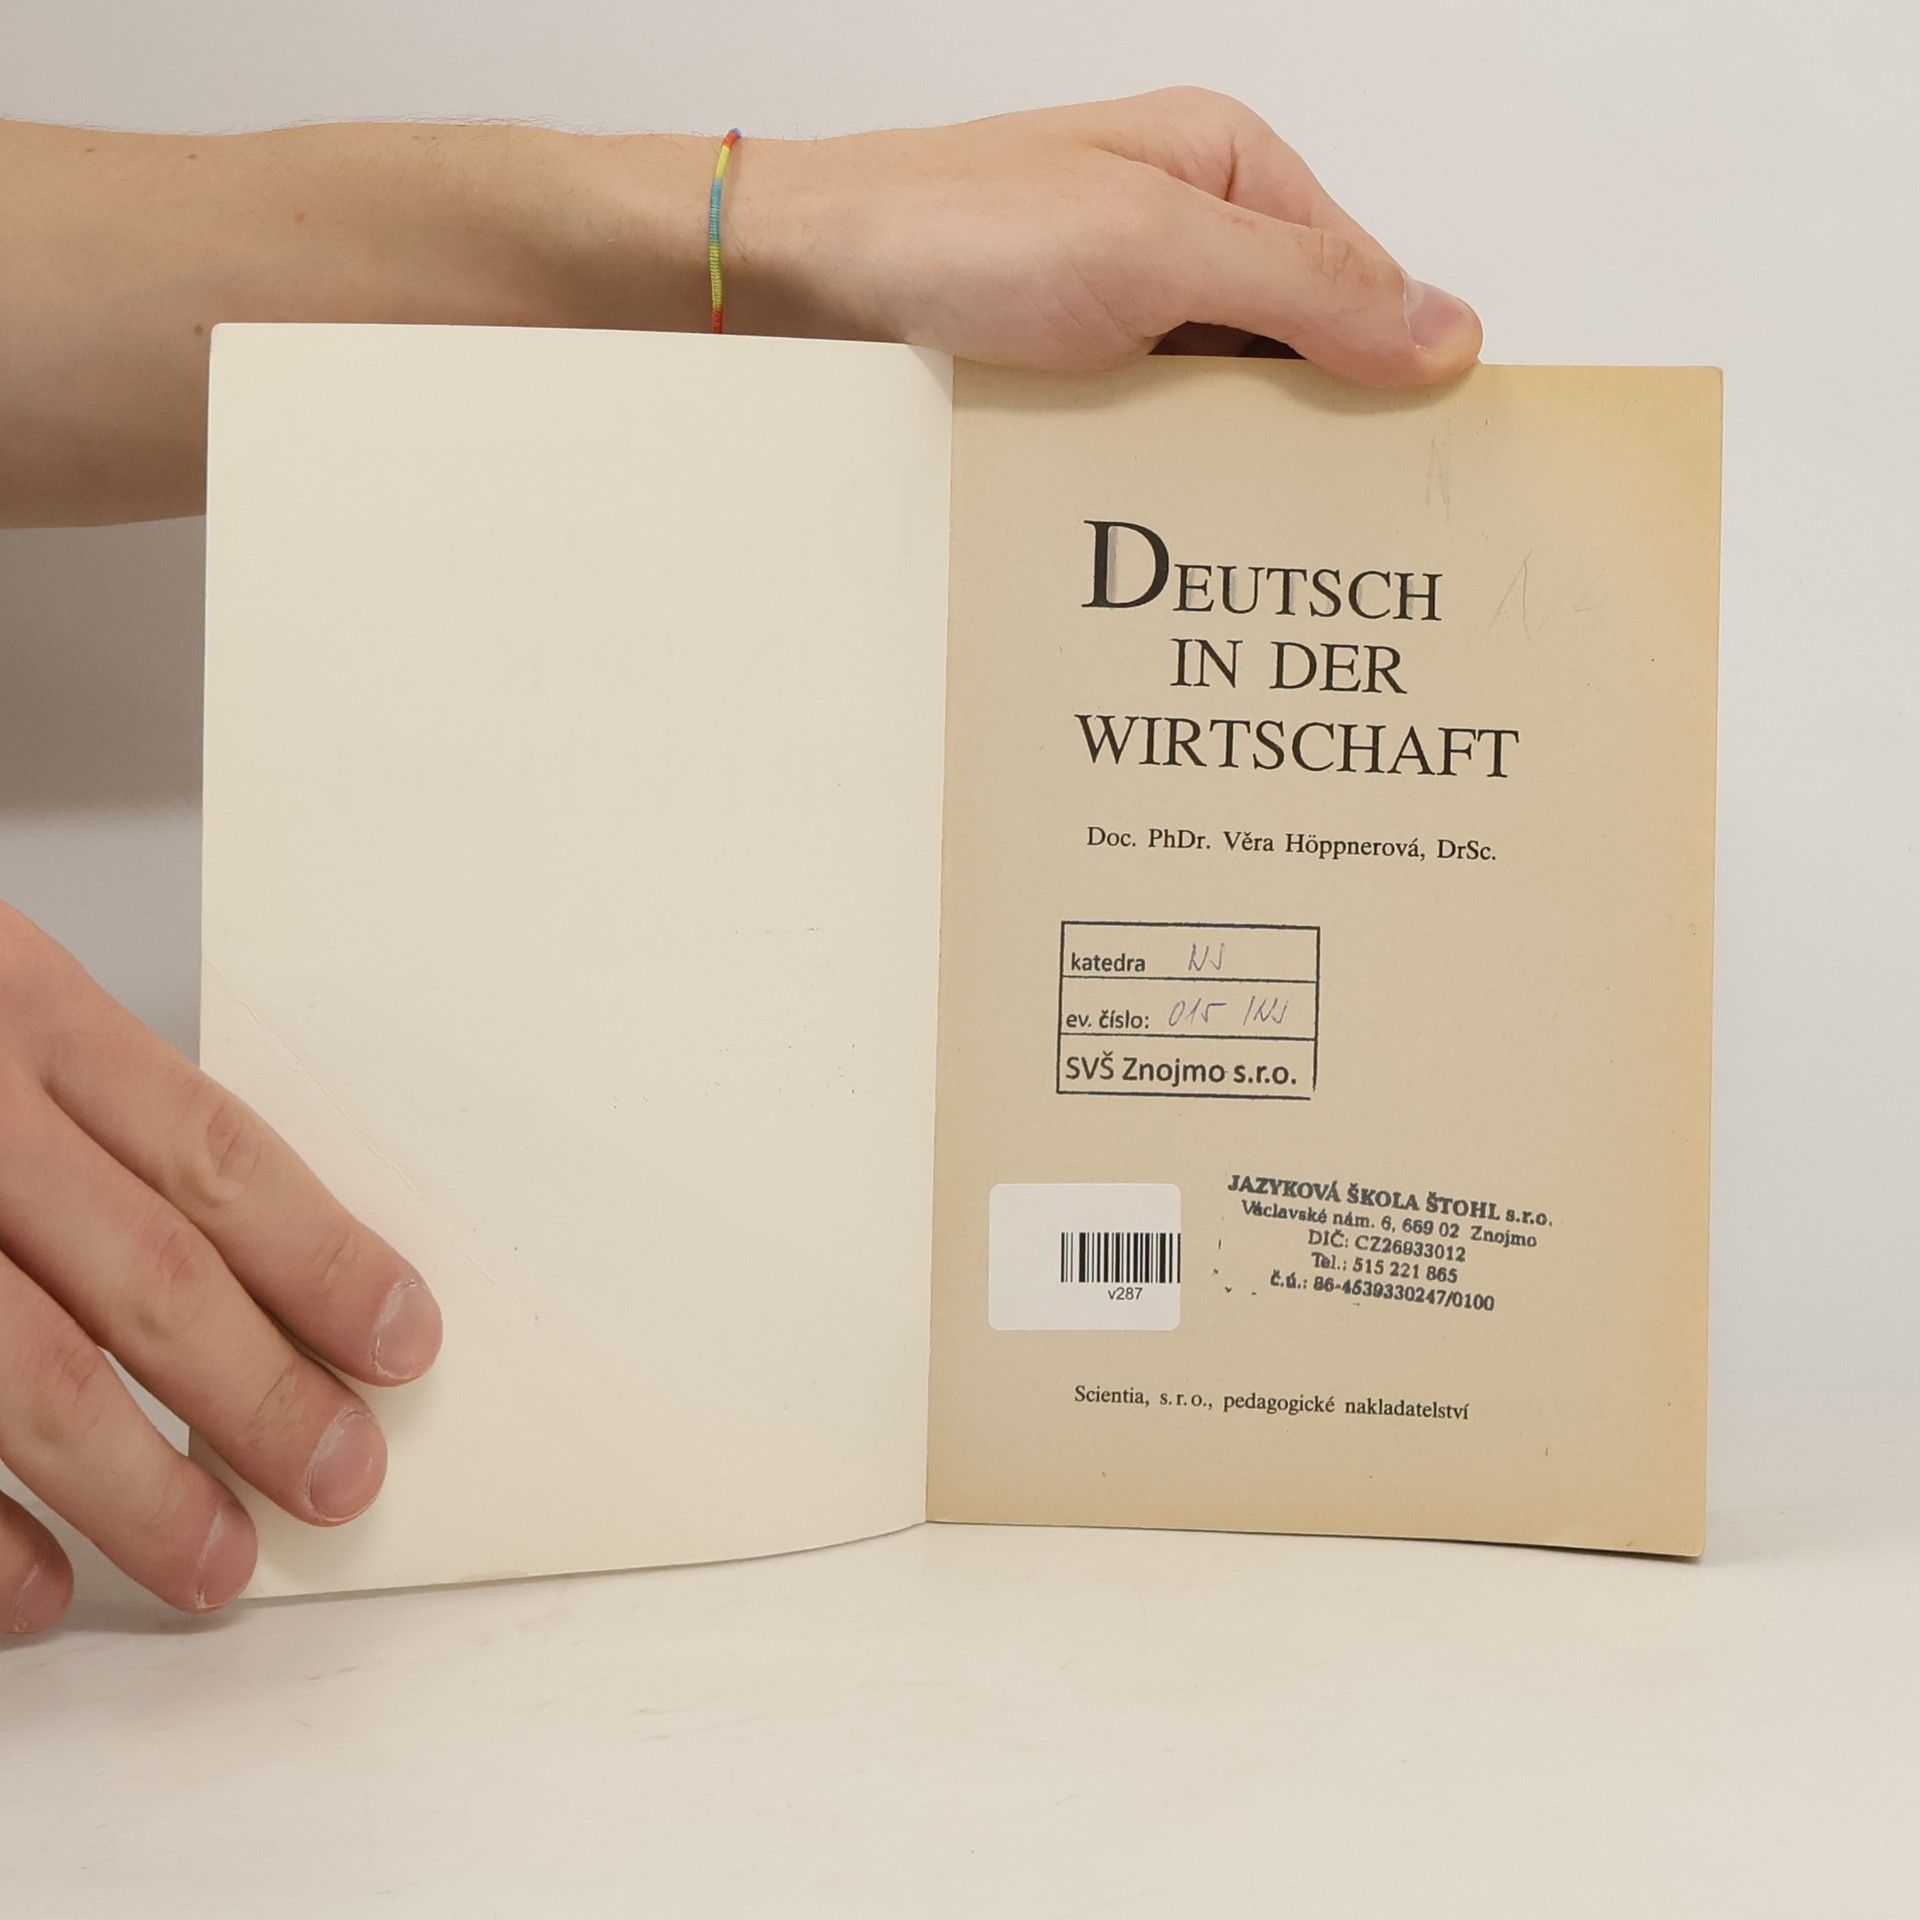 DEUTSCH
IN DER
WIRTSCHAFT
Doc. PhDr. Věra Höppnerová, DrSc.
katedra NJ
ev. číslo: 015 /NJ
SVŠ Znojmo s.r.o.
JAZYKOVÁ ŠKOLA ŠTOHL s.r.o.
Václavské nám. 6, 669 02 Znojmo
DIČ: CZ26933012
Tel.: 515 221 865
č.ú.: 86-4539330247/0100
v287
Scientia, s.r.o., pedagogické nakladatelství